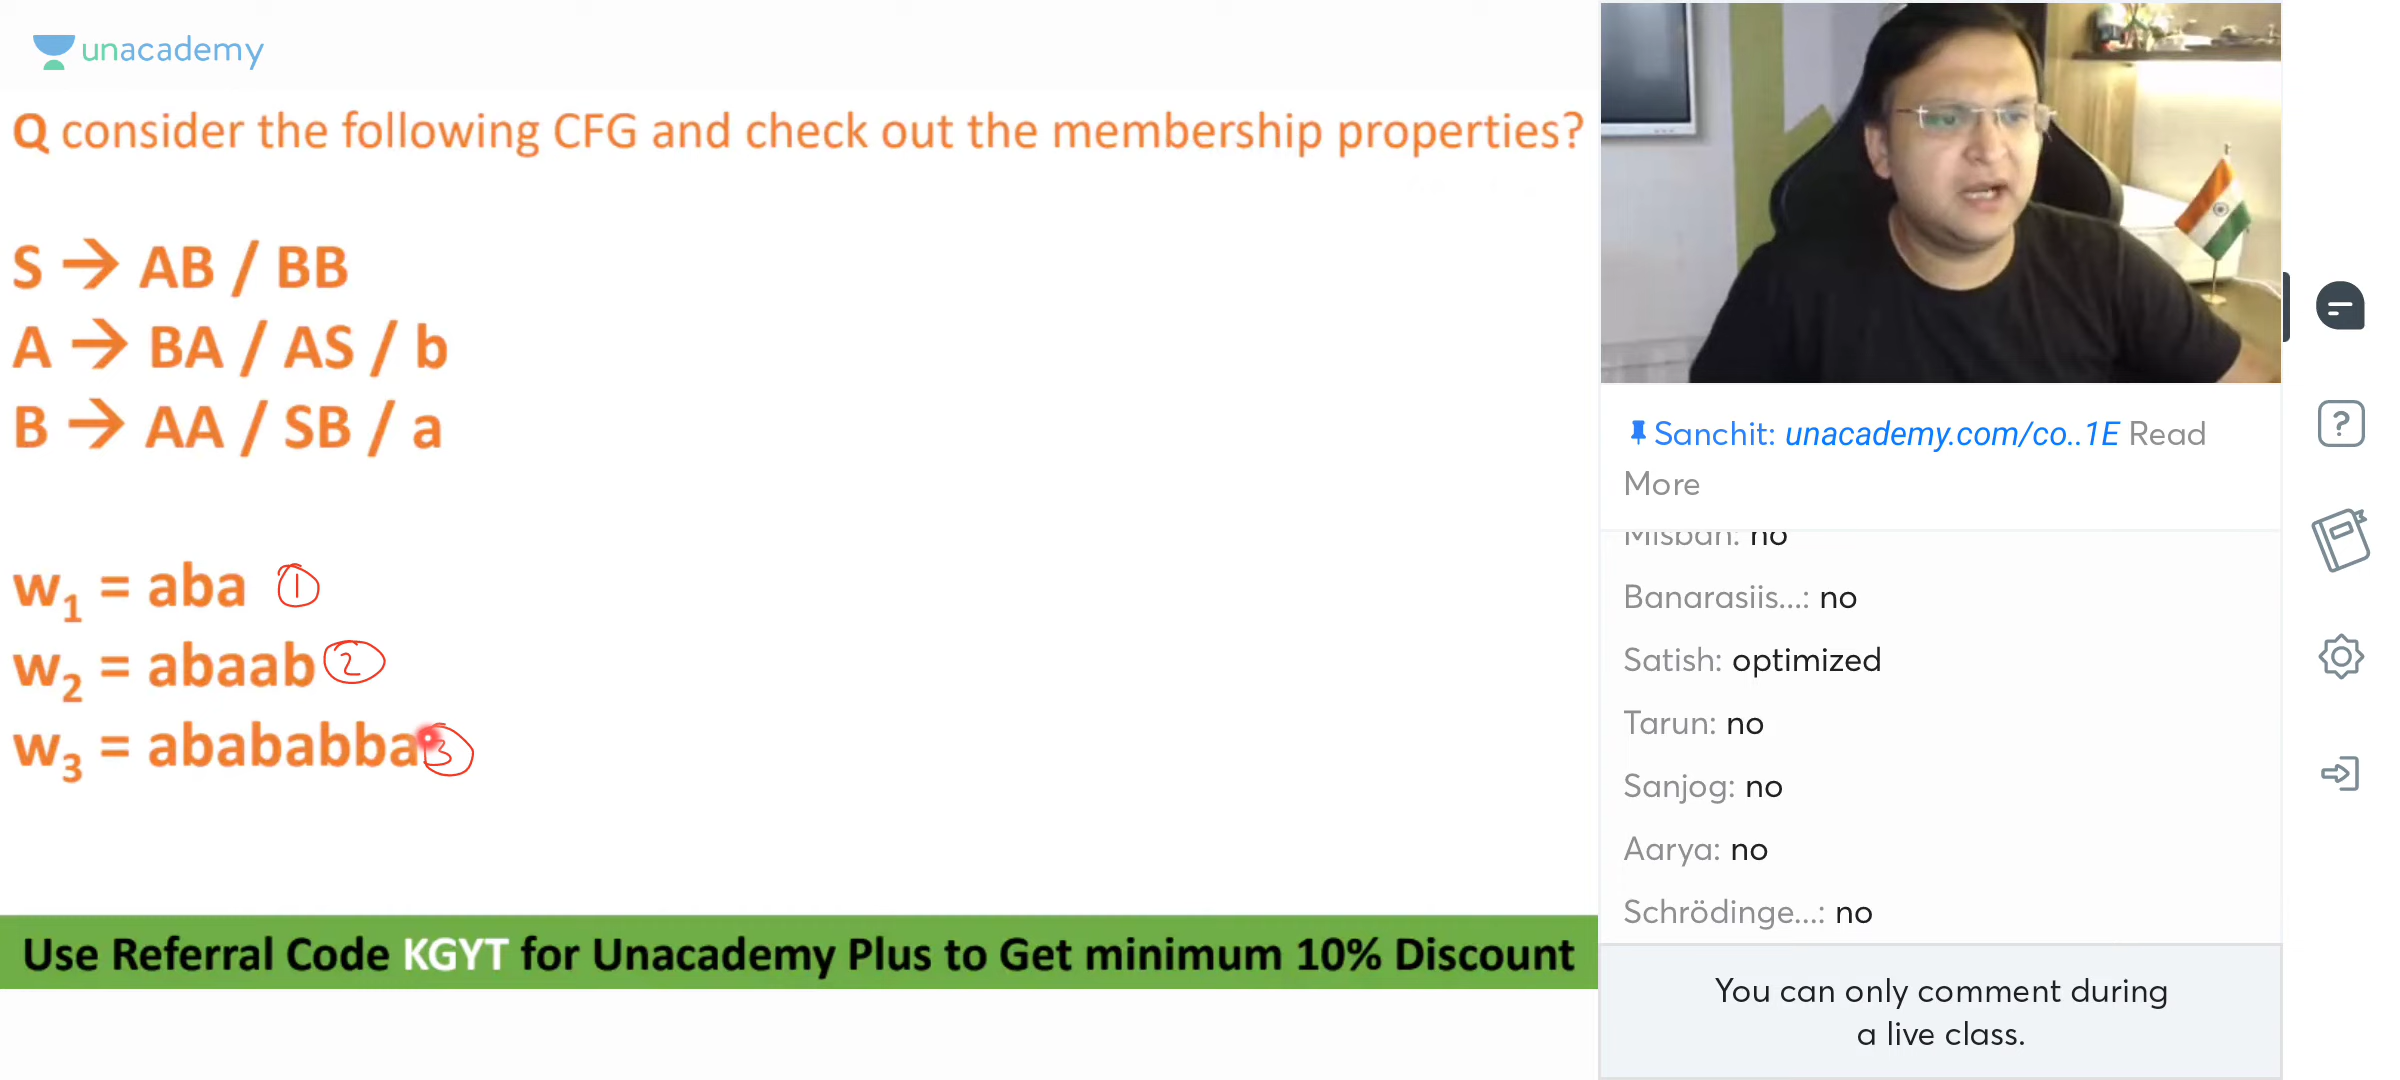 unacademy
Q consider the following CFG and check out the membership properties?
S → AB / BB
A → BA / AS / b
B → AA / SB / a
w1 = aba 1
w2 = abaab 2
w3 = abababba 3
Use Referral Code KGYT for Unacademy Plus to Get minimum 10% Discount
Sanchit: unacademy.com/co..1E Read
More
Misbah: no
Banarasiis...: no
Satish: optimized
Tarun: no
Sanjog: no
Aarya: no
Schrödinge...: no
You can only comment during
a live class.